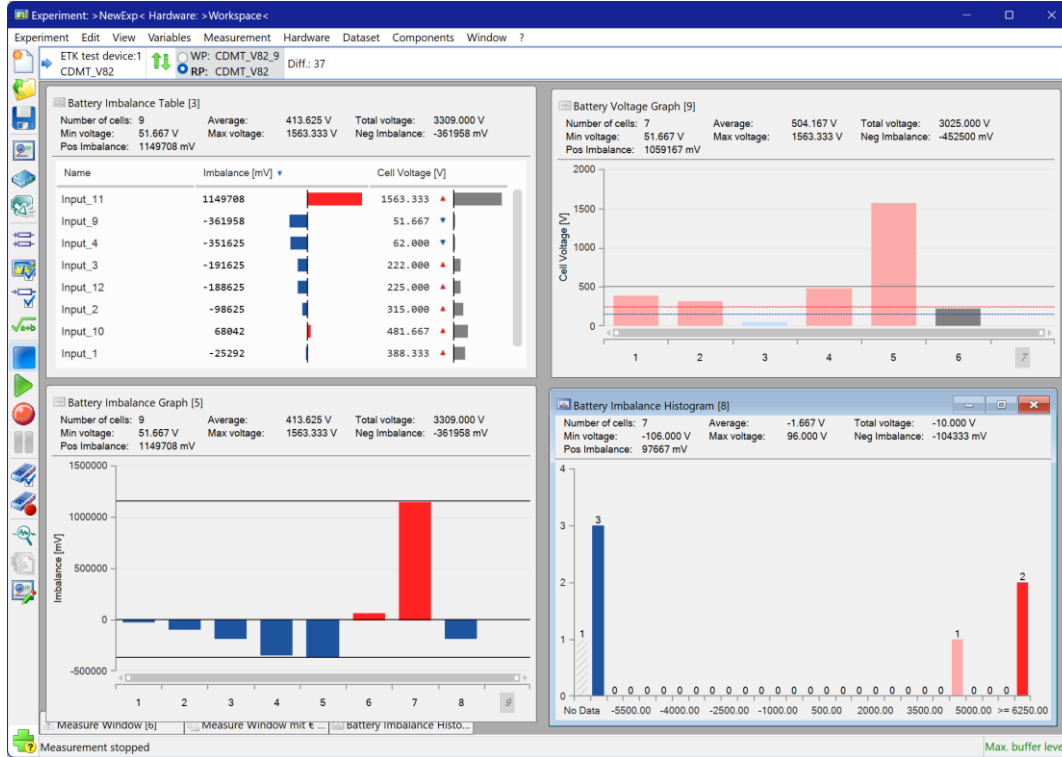 Experiment: >NewExp< Hardware: >Workspace<
Experiment Edit View Variables Measurement Hardware Dataset Components Window ?
ETK test device:1 WP: CDMT_V82_9 Diff.: 37
CDMT_V82 RP: CDMT_V82
Battery Imbalance Table [3]
Number of cells: 9 Average: 413.625 V Total voltage: 3309.000 V
Min voltage: 51.667 V Max voltage: 1563.333 V Neg Imbalance: -361958 mV
Pos Imbalance: 1149708 mV
Name Imbalance [mV] Cell Voltage [V]
Input_11 1149708 1563.333
Input_9 -361958 51.667
Input_4 -351625 62.000
Input_3 -191625 222.000
Input_12 -188625 225.000
Input_2 -98625 315.000
Input_10 68042 481.667
Input_1 -25292 388.333
Battery Voltage Graph [9]
Number of cells: 7 Average: 504.167 V Total voltage: 3025.000 V
Min voltage: 51.667 V Max voltage: 1563.333 V Neg Imbalance: -452500 mV
Pos Imbalance: 1059167 mV
2000
1500
1000
500
0
Cell Voltage [V]
1 2 3 4 5 6 7
Battery Imbalance Graph [5]
Number of cells: 9 Average: 413.625 V Total voltage: 3309.000 V
Min voltage: 51.667 V Max voltage: 1563.333 V Neg Imbalance: -361958 mV
Pos Imbalance: 1149708 mV
1500000
1000000
500000
0
-500000
Imbalance [mV]
1 2 3 4 5 6 7 8 9
Battery Imbalance Histogram [8]
Number of cells: 7 Average: -1.667 V Total voltage: -10.000 V
Min voltage: -106.000 V Max voltage: 96.000 V Neg Imbalance: -104333 mV
Pos Imbalance: 97667 mV
4
3
2
1
0
1 3 0 0 0 0 0 0 0 0 0 0 0 0 0 0 0 0 0 0 0 0 1 0 0 0 2
No Data -5500.00 -4000.00 -2500.00 -1000.00 500.00 2000.00 3500.00 5000.00 >= 6250.00
Measure Window [6] Measure Window mit € ... Battery Imbalance Histo...
Measurement stopped Max. buffer leve